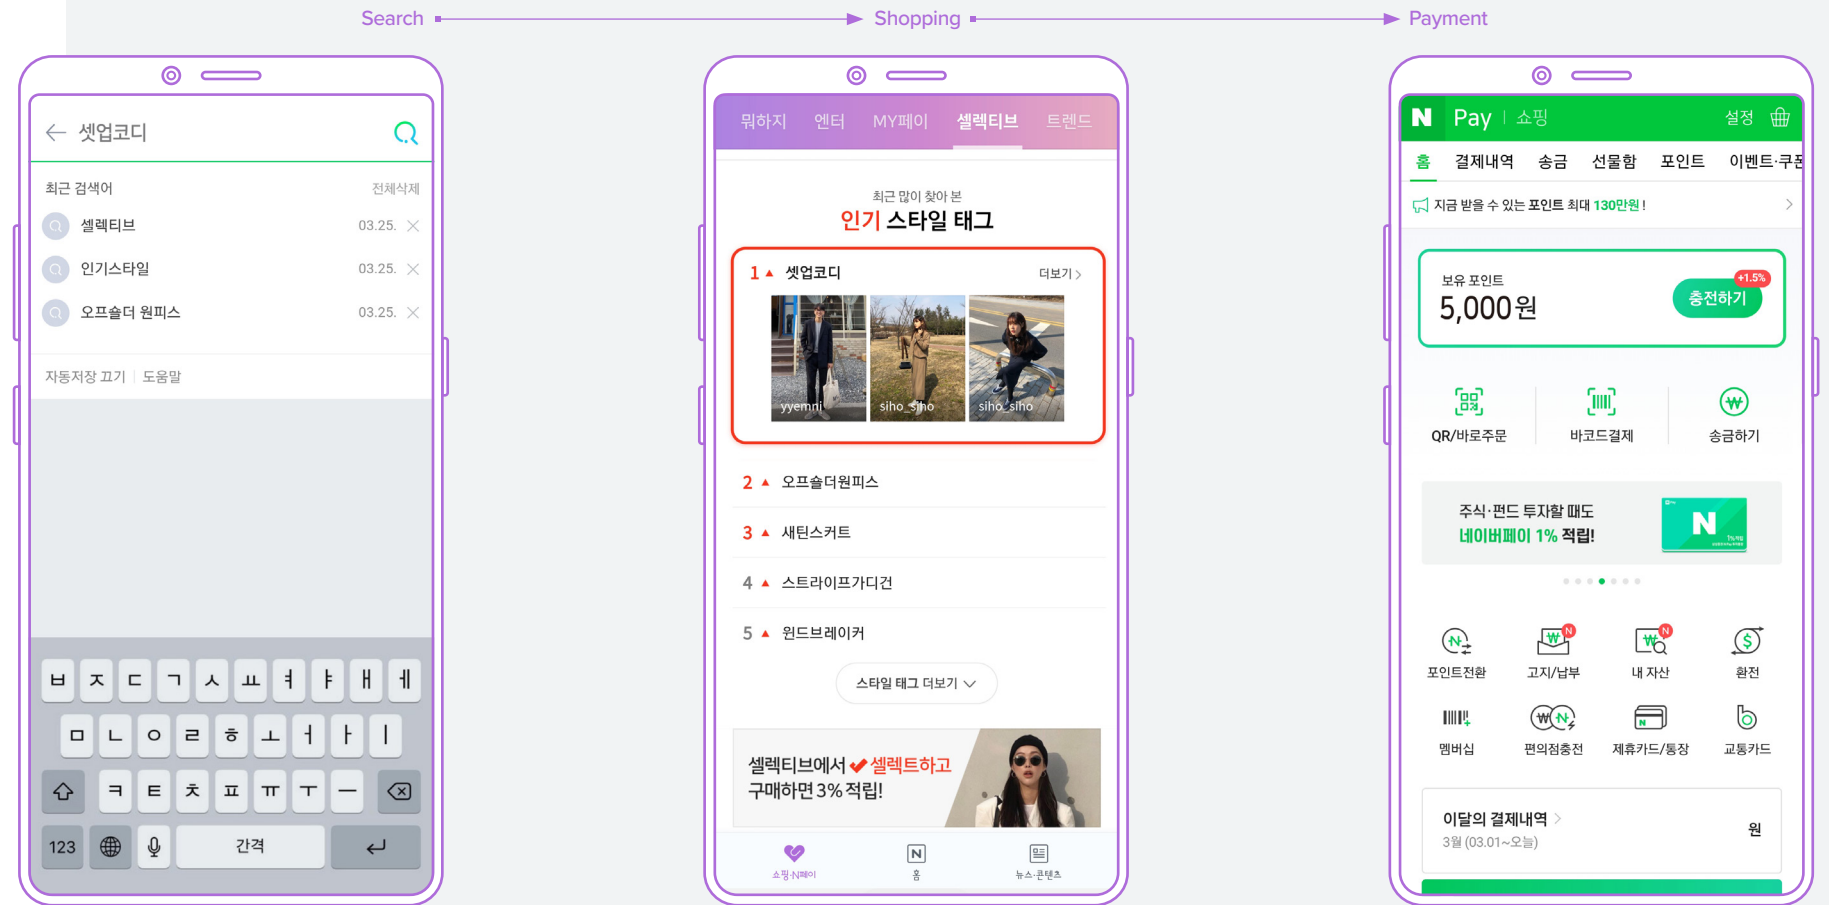 Search
Shopping
Payment
셋업코디
최근 검색어
전체삭제
셀렉티브
03.25.
인기스타일
03.25.
오프숄더 원피스
03.25.
자동저장 끄기
도움말
ㅂ ㅈ ㄷ ㄱ ㅅ ㅛ ㅕ ㅑ ㅐ ㅔ
ㅁ ㄴ ㅇ ㄹ ㅎ ㅗ ㅓ ㅏ ㅣ
ㅋ ㅌ ㅊ ㅍ ㅠ ㅜ ㅡ
123
간격
뭐하지 엔터 MY페이 셀렉티브 트렌드
최근 많이 찾아 본
인기 스타일 태그
1 셋업코디
더보기
yyemni
siho_siho
siho_siho
2 오프숄더원피스
3 새틴스커트
4 스트라이프가디건
5 윈드브레이커
스타일 태그 더보기
셀렉티브에서 셀렉트하고
구매하면 3% 적립!
쇼핑·N페이
N
홈
뉴스·콘텐츠
N Pay 쇼핑
설정
홈 결제내역 송금 선물함 포인트 이벤트·쿠폰
지금 받을 수 있는 포인트 최대 130만원!
보유 포인트
5,000원
+1.5%
충전하기
QR/바로주문
바코드결제
송금하기
주식·펀드 투자할 때도
네이버페이 1% 적립!
N
1%적립
포인트전환
고지/납부
내 자산
환전
멤버십
편의점충전
제휴카드/통장
교통카드
이달의 결제내역
3월 (03.01~오늘)
원